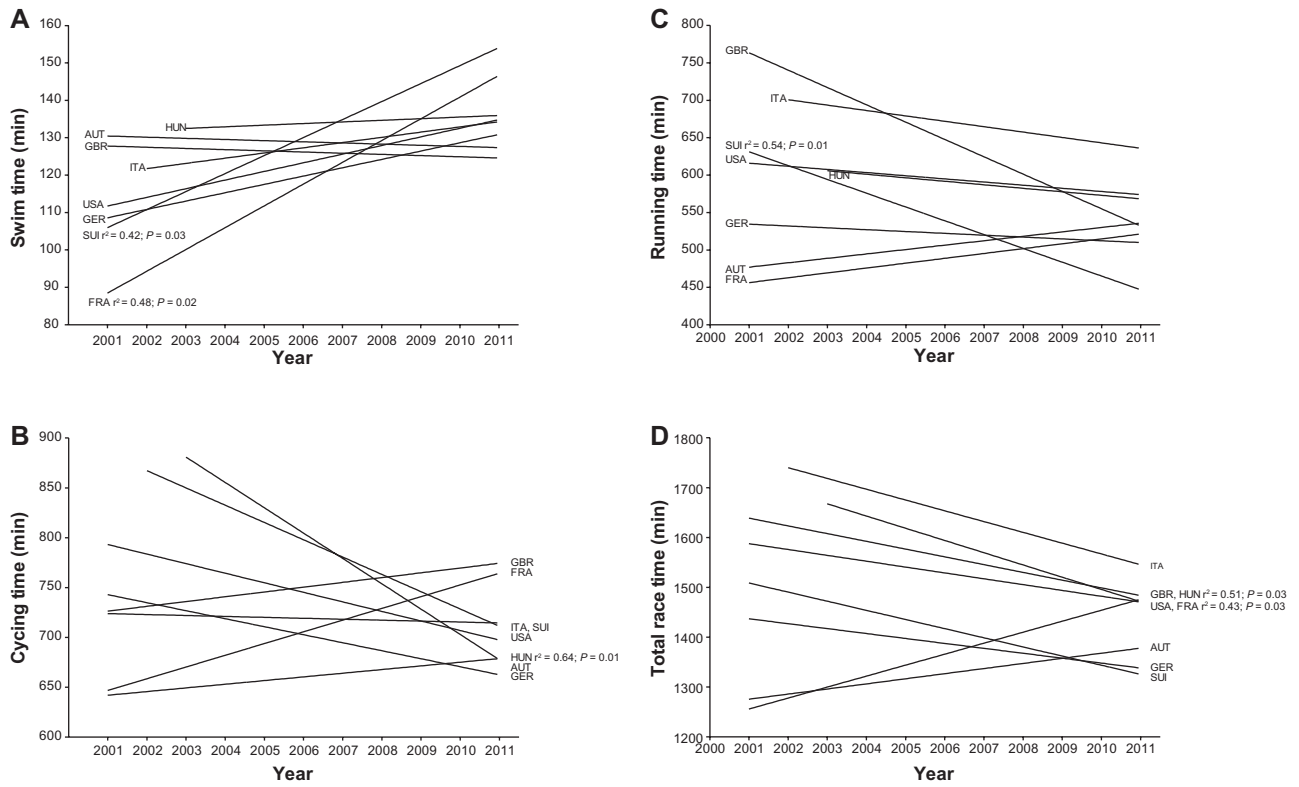 A
Swim time (min)
160
150
140
130
120
110
100
90
80
HUN
AUT
GBR
ITA
USA
GER
SUI r² = 0.42; P = 0.03
FRA r² = 0.48; P = 0.02
2001 2002 2003 2004 2005 2006 2007 2008 2009 2010 2011
Year
C
Running time (min)
800
750
700
650
600
550
500
450
400
GBR
ITA
SUI r² = 0.54; P = 0.01
USA
HUN
GER
AUT
FRA
2000 2001 2002 2003 2004 2005 2006 2007 2008 2009 2010 2011
Year
B
Cycing time (min)
900
850
800
750
700
650
600
GBR
FRA
ITA, SUI
USA
HUN r² = 0.64; P = 0.01
AUT
GER
2001 2002 2003 2004 2005 2006 2007 2008 2009 2010 2011
Year
D
Total race time (min)
1800
1700
1600
1500
1400
1300
1200
ITA
GBR, HUN r² = 0.51; P = 0.03
USA, FRA r² = 0.43; P = 0.03
AUT
GER
SUI
2000 2001 2002 2003 2004 2005 2006 2007 2008 2009 2010 2011
Year